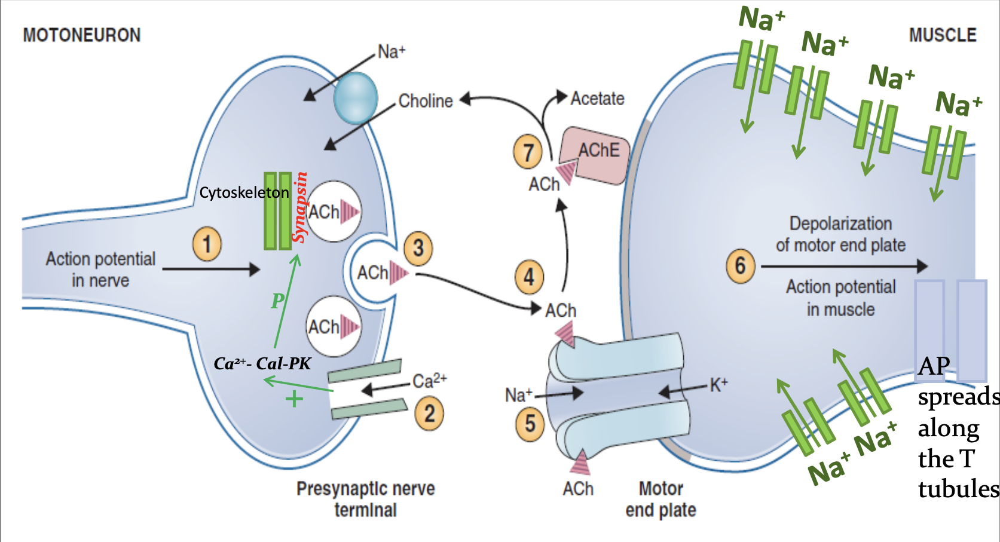 MOTONEURON
MUSCLE
Na⁺
Na⁺
Na⁺
Na⁺
Na⁺
Choline
Acetate
7
AChE
ACh
Cytoskeleton
Synapsin
ACh
1
Action potential
in nerve
3
ACh
4
ACh
P
ACh
Ca²⁺- Cal-PK
+
Ca²⁺
2
Na⁺
K⁺
5
ACh
6
Depolarization
of motor end plate
Action potential
in muscle
Na⁺
Na⁺
AP
spreads
along
the T
tubules
Presynaptic nerve
terminal
Motor
end plate